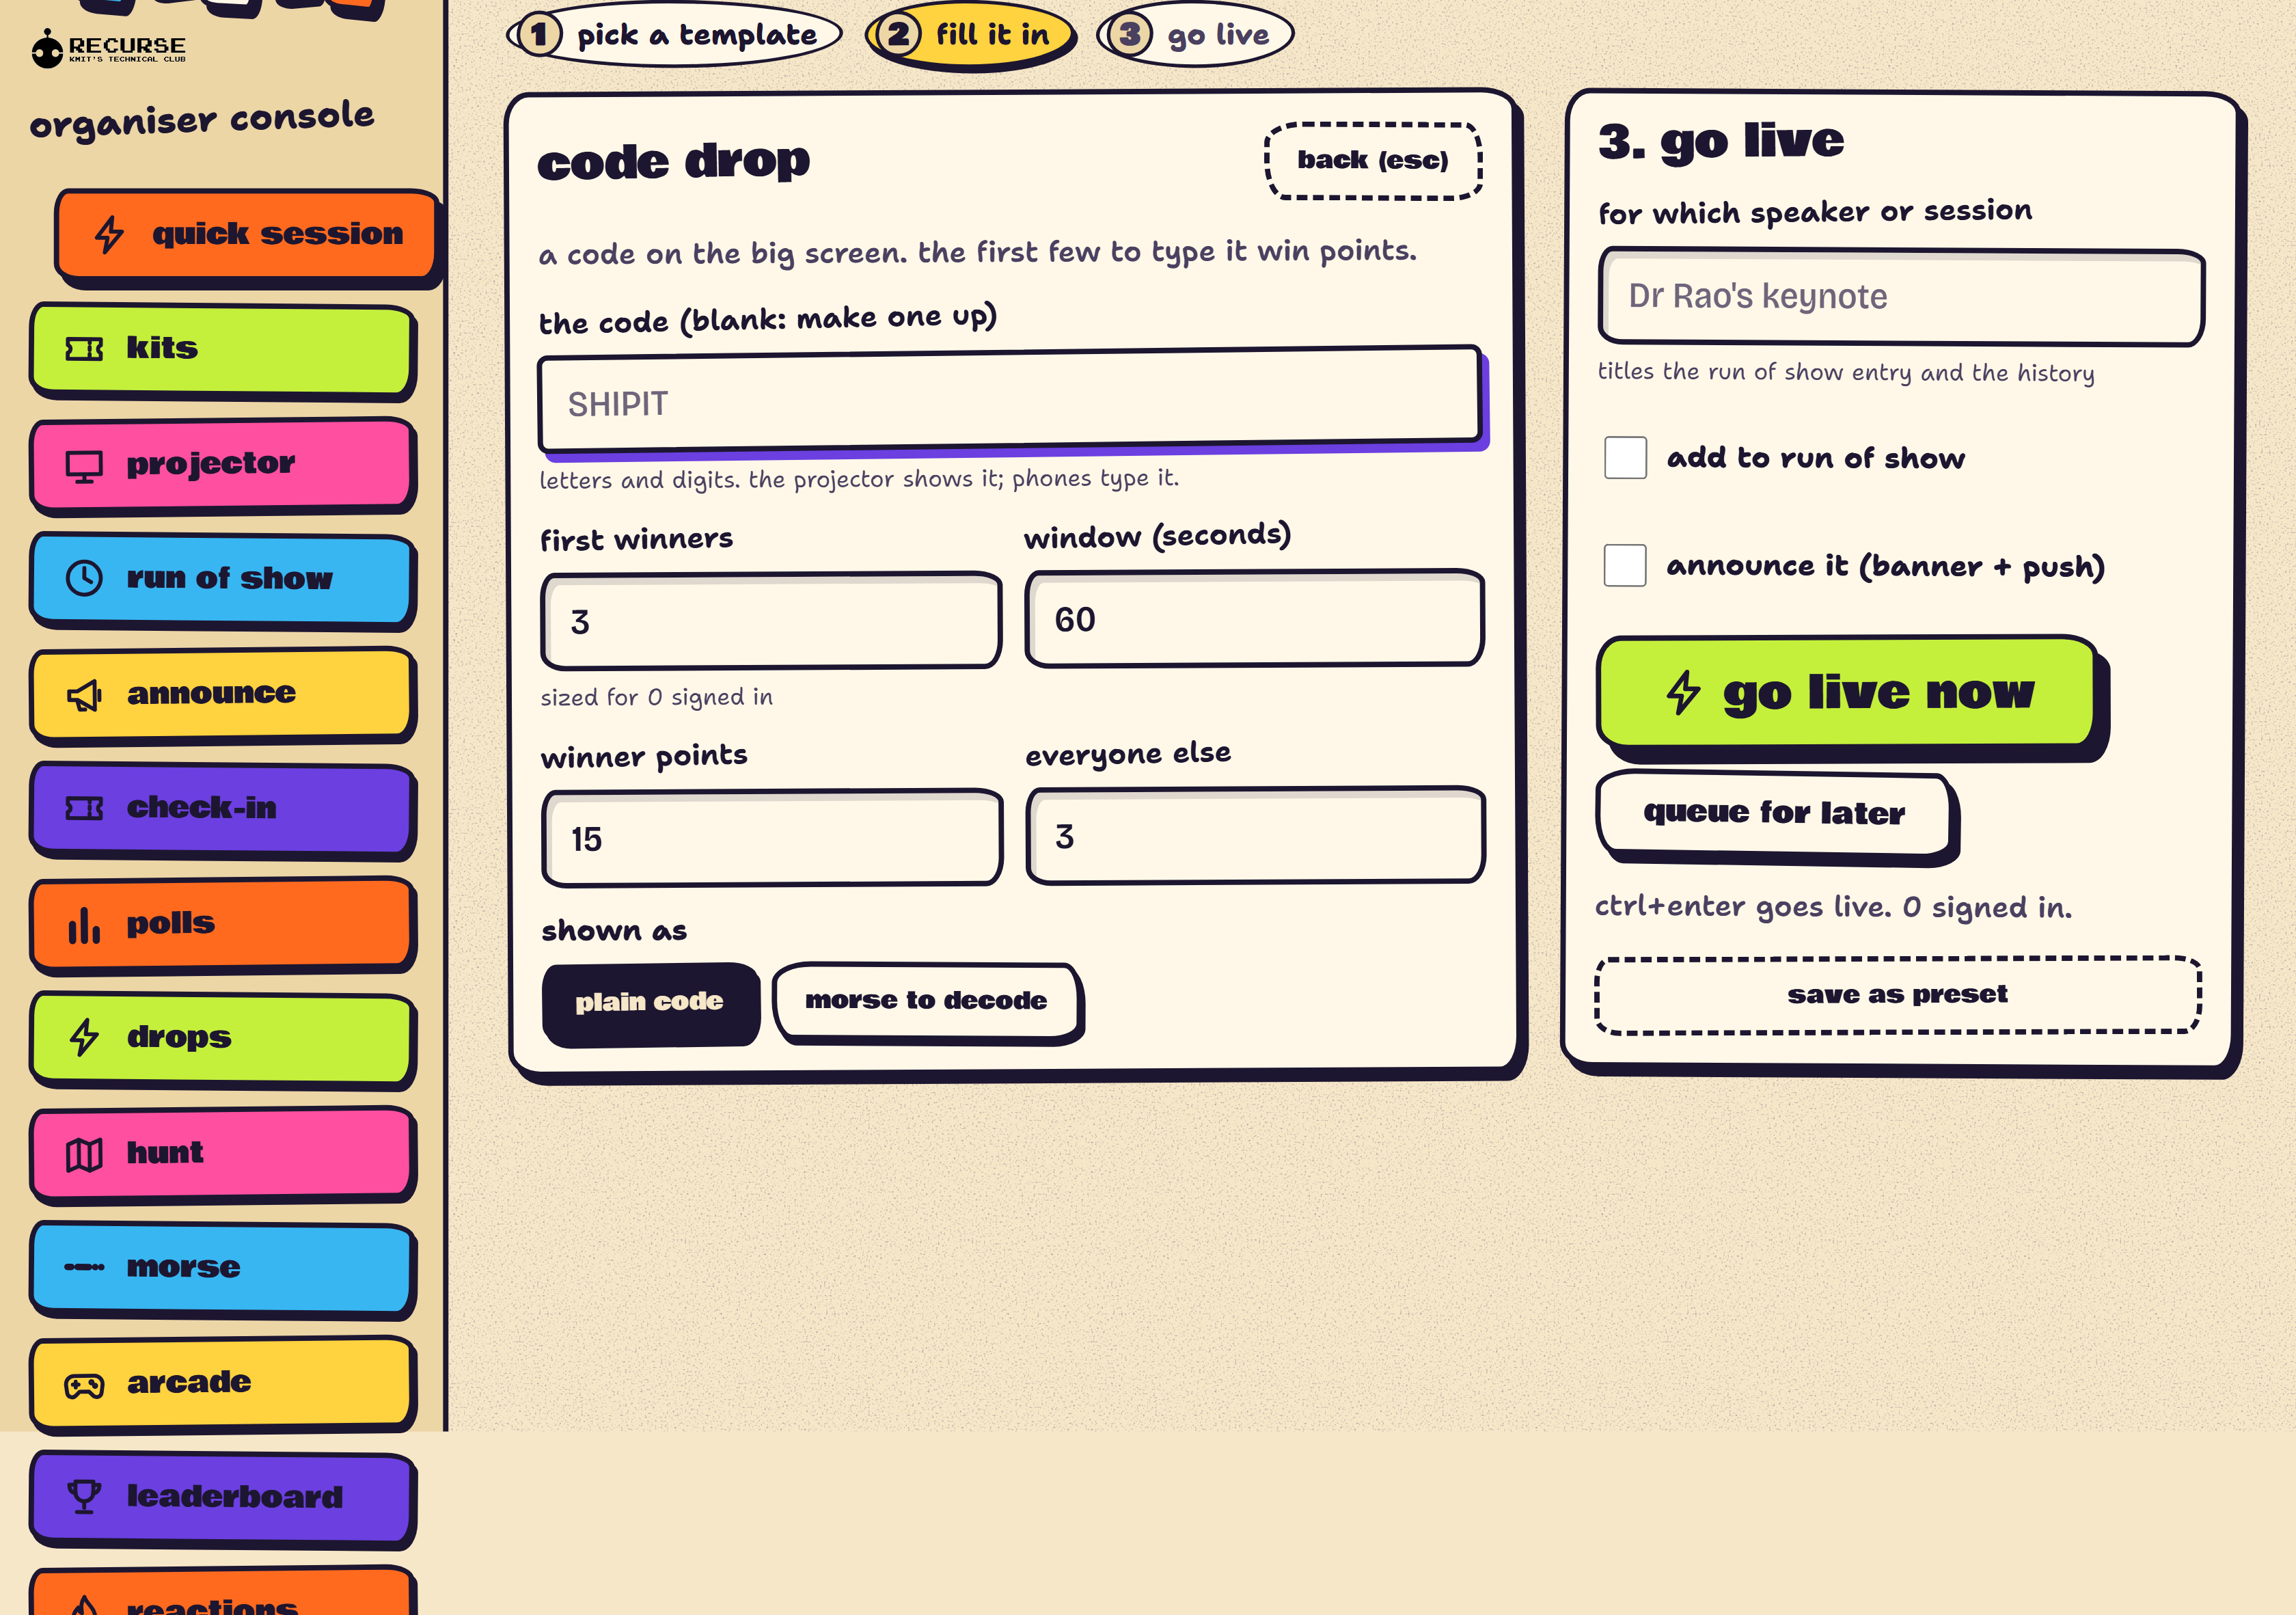 RECURSE
KMIT'S TECHNICAL CLUB
organiser console
quick session
kits
projector
run of show
announce
check-in
polls
drops
hunt
morse
arcade
leaderboard
reactions
1 pick a template
2 fill it in
3 go live
code drop
back (esc)
a code on the big screen. the first few to type it win points.
the code (blank: make one up)
SHIPIT
letters and digits. the projector shows it; phones type it.
first winners
window (seconds)
3
60
sized for 0 signed in
winner points
everyone else
15
3
shown as
plain code
morse to decode
3. go live
for which speaker or session
Dr Rao's keynote
titles the run of show entry and the history
add to run of show
announce it (banner + push)
go live now
queue for later
ctrl+enter goes live. 0 signed in.
save as preset